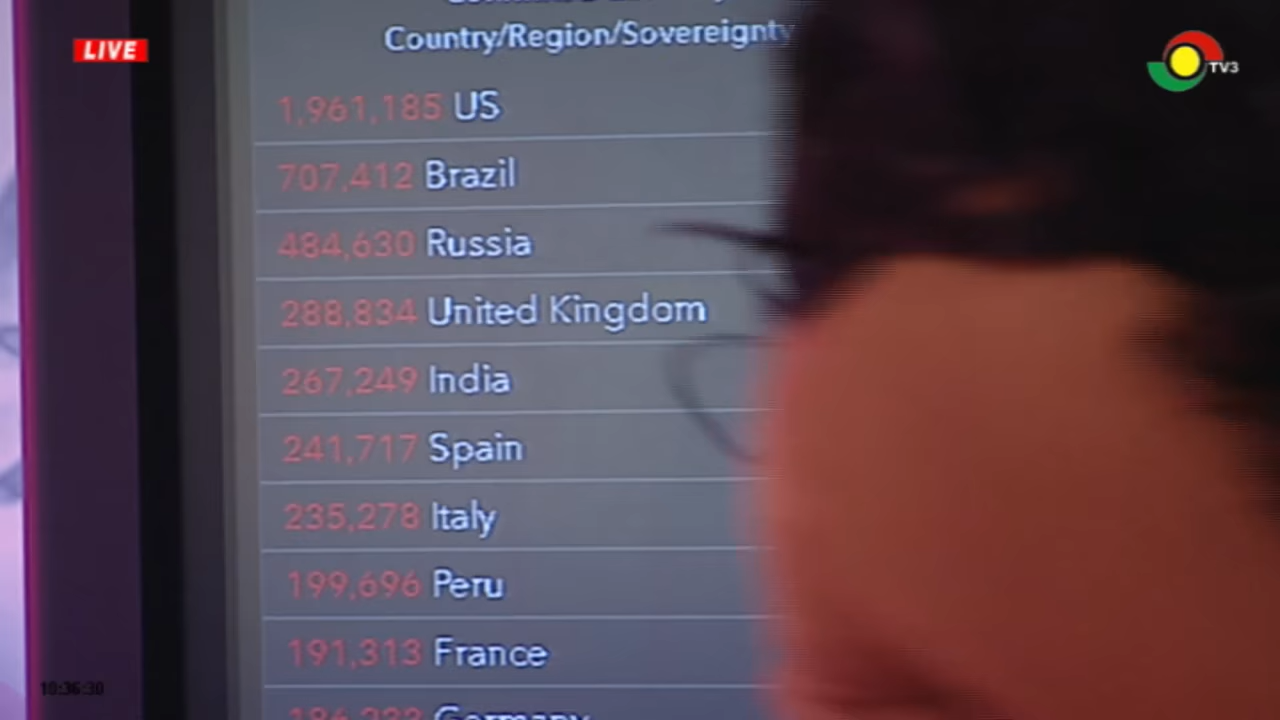 LIVE
TV3
Country/Region/Sovereignty
1,961,185 US
707,412 Brazil
484,630 Russia
288,834 United Kingdom
267,249 India
241,717 Spain
235,278 Italy
199,696 Peru
191,313 France
Germany
10:36:30